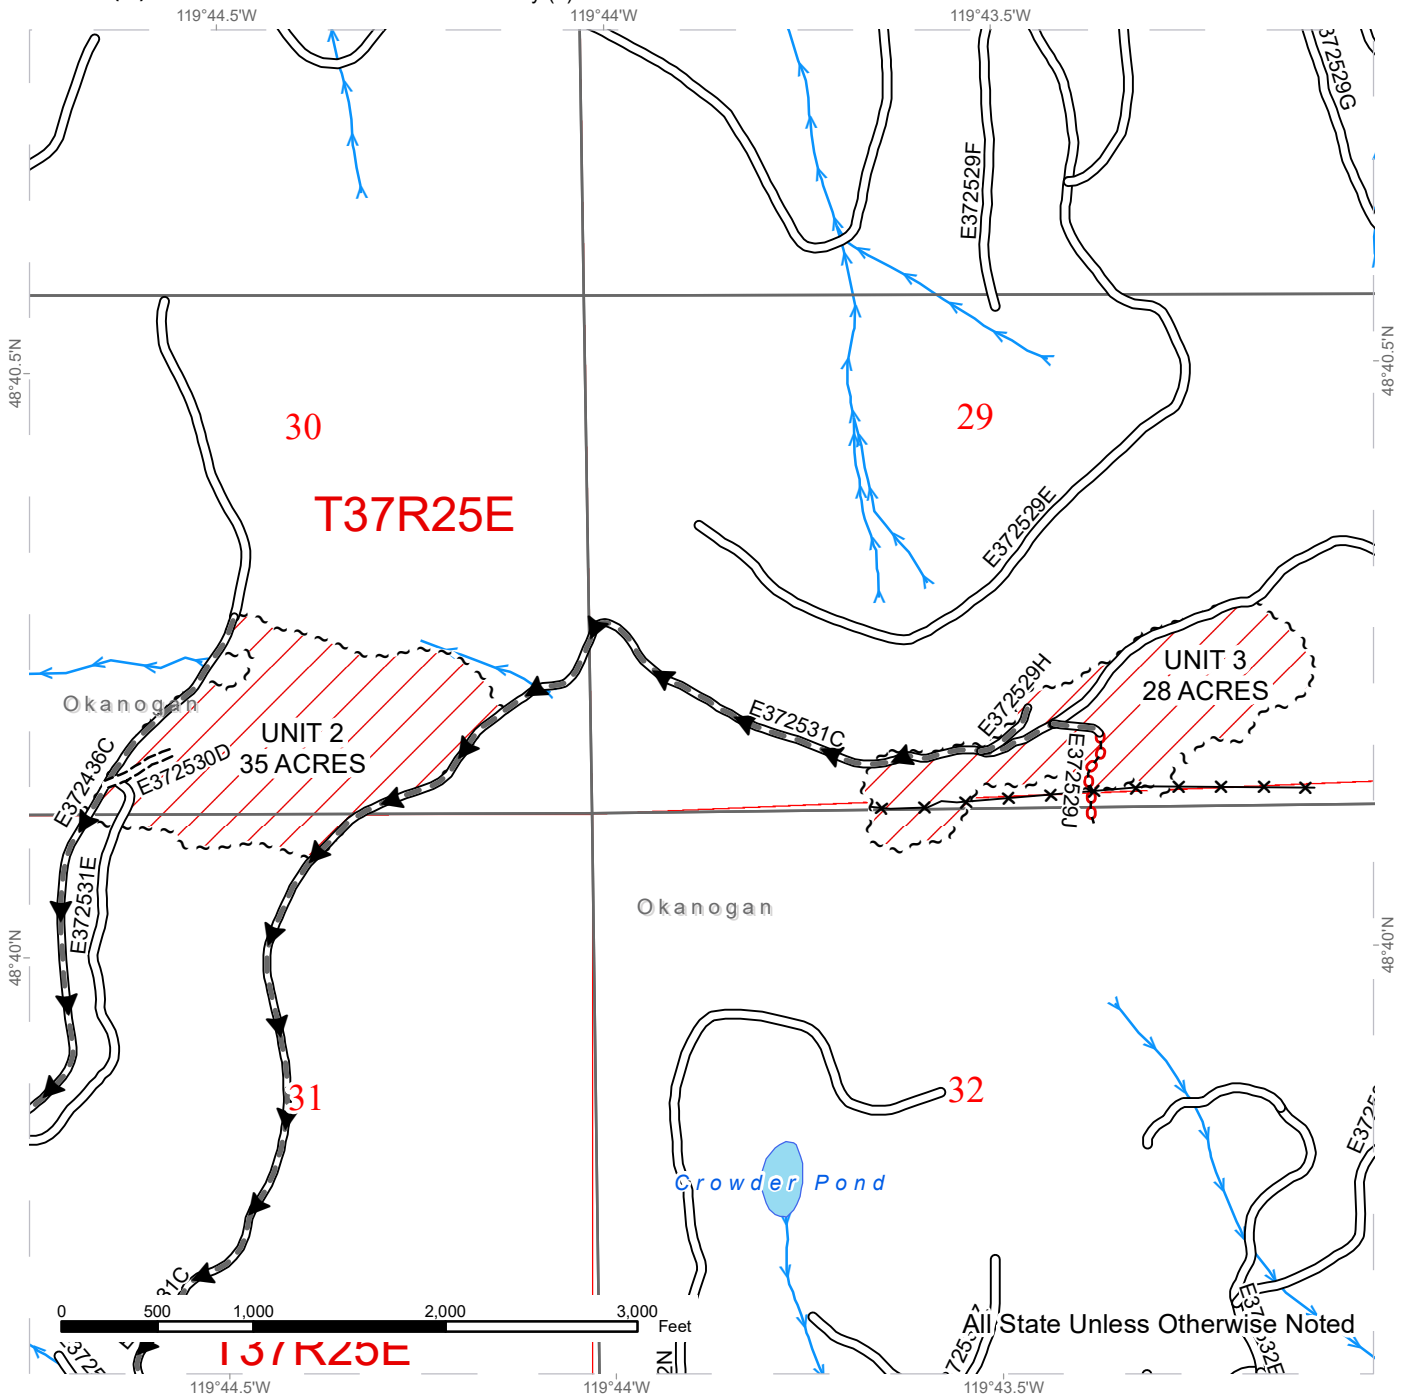 119°44.5'W
119°44'W
119°43.5'W
372529G
E372529F
48°40.5'N
48°40.5'N
30
29
T37R25E
E372529E
UNIT 3
28 ACRES
E372529H
Okanogan
E372531C
UNIT 2
35 ACRES
E372436C
E372530D
E372529J
E372531E
Okanogan
48°40'N
48°40'N
31
32
Crowder Pond
31C
0
500
1,000
2,000
3,000
Feet
All State Unless Otherwise Noted
T37R25E
2N
119°44.5'W
119°44'W
119°43.5'W